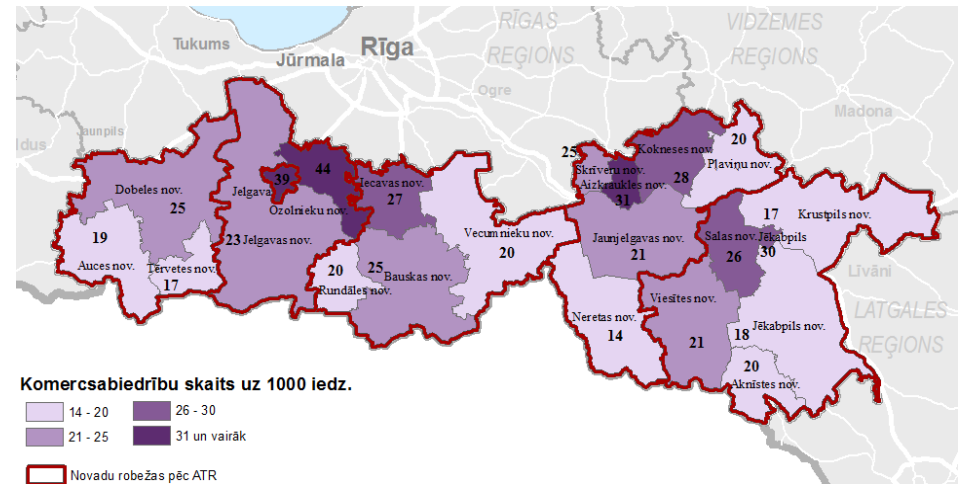 RĪGAS
REĢIONS
VIDZEMES
REĢIONS
Tukums
Rīga
Jūrmala
Ogre
Madona
Jaunpils
ldus
Dobeles nov.
25
19
Auces nov.
Tērvetes nov.
17
Jelgava
39
44
Ozolnieku nov.
23 Jelgavas nov.
Iecavas nov.
27
20
Rundāles nov.
25
Bauskas nov.
Vecumnieku nov.
20
25
Skrīveru nov.
Aizkraukles nov.
31
Kokneses nov.
28
20
Pļaviņu nov.
Jaunjelgavas nov.
21
Neretas nov.
14
17
Krustpils nov.
Salas nov.
26
Jēkabpils
30
Viesītes nov.
21
Jēkabpils nov.
18
20
Aknīstes nov.
Līvāni
LATGALES
REĢIONS
Komercsabiedrību skaits uz 1000 iedz.
14 - 20
26 - 30
21 - 25
31 un vairāk
Novadu robežas pēc ATR